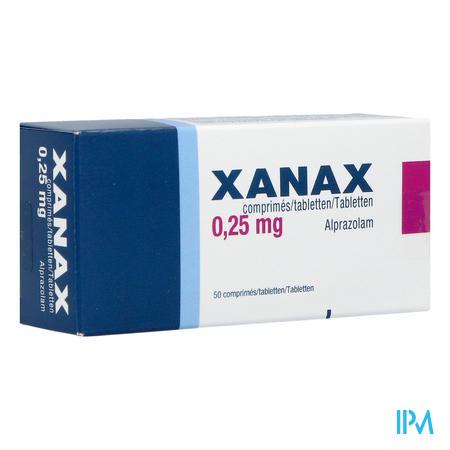 XANAX
comprimés/tabletten/Tabletten
0,25 mg
Alprazolam
XANAX
comprimés/tabletten/Tabletten
0,25 mg Alprazolam
50 comprimés/tabletten/Tabletten
IPM